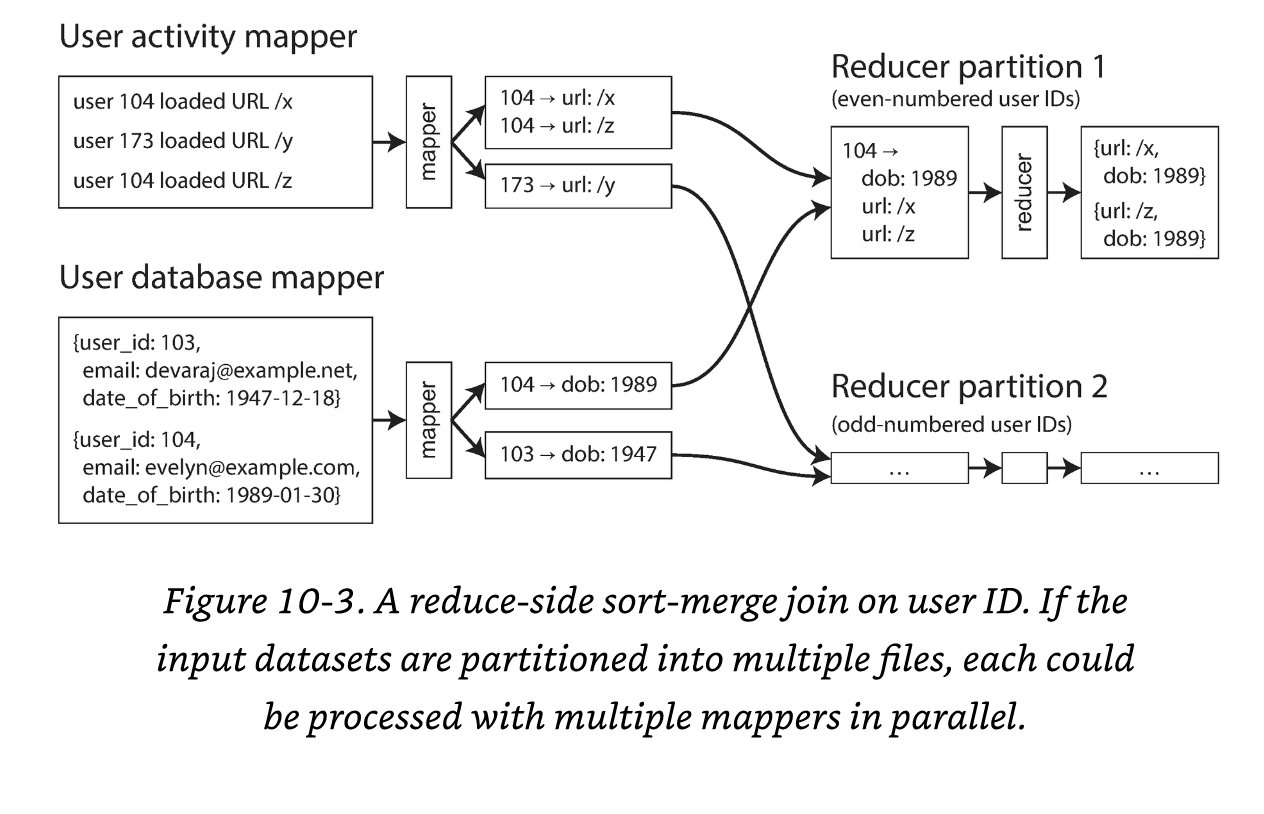 User activity mapper
user 104 loaded URL /x
user 173 loaded URL /y
user 104 loaded URL /z
mapper
104 → url: /x
104 → url: /z
173 → url: /y
User database mapper
{user_id: 103,
email: devaraj@example.net,
date_of_birth: 1947-12-18}
{user_id: 104,
email: evelyn@example.com,
date_of_birth: 1989-01-30}
mapper
104 → dob: 1989
103 → dob: 1947
Reducer partition 1
(even-numbered user IDs)
104 →
dob: 1989
url: /x
url: /z
reducer
{url: /x,
dob: 1989}
{url: /z,
dob: 1989}
Reducer partition 2
(odd-numbered user IDs)
...
...
Figure 10-3. A reduce-side sort-merge join on user ID. If the
input datasets are partitioned into multiple files, each could
be processed with multiple mappers in parallel.